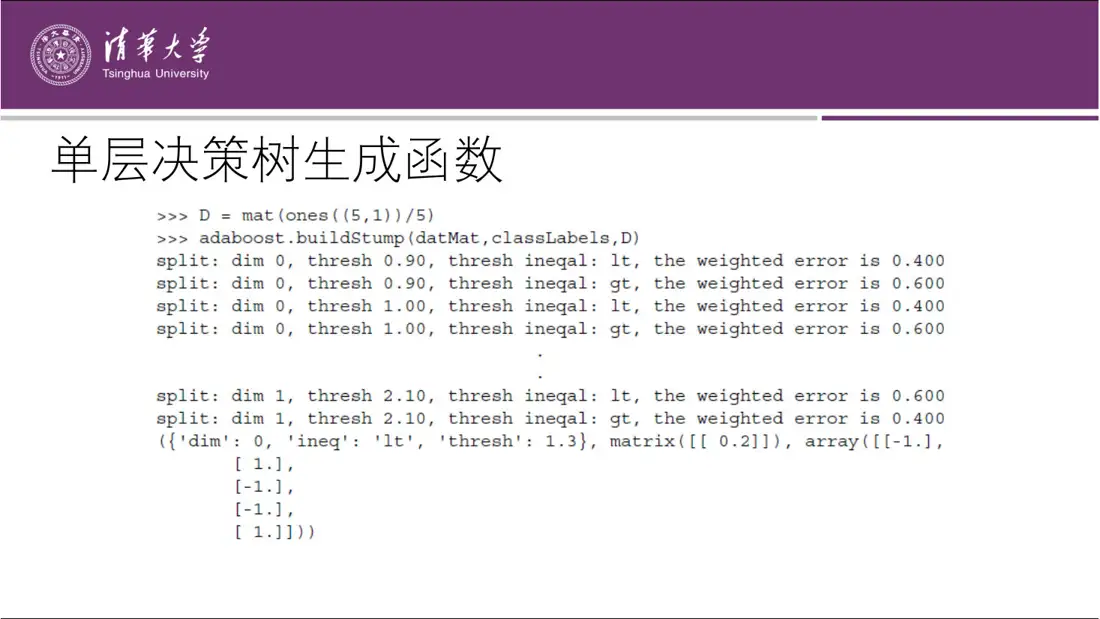 清华大学
Tsinghua University
单层决策树生成函数
>>> D = mat(ones((5,1))/5)
>>> adaboost.buildStump(datMat,classLabels,D)
split: dim 0, thresh 0.90, thresh ineqal: lt, the weighted error is 0.400
split: dim 0, thresh 0.90, thresh ineqal: gt, the weighted error is 0.600
split: dim 0, thresh 1.00, thresh ineqal: lt, the weighted error is 0.400
split: dim 0, thresh 1.00, thresh ineqal: gt, the weighted error is 0.600
.
.
split: dim 1, thresh 2.10, thresh ineqal: lt, the weighted error is 0.600
split: dim 1, thresh 2.10, thresh ineqal: gt, the weighted error is 0.400
({'dim': 0, 'ineq': 'lt', 'thresh': 1.3}, matrix([[ 0.2]]), array([[-1.],
[ 1.],
[-1.],
[-1.],
[ 1.]]))